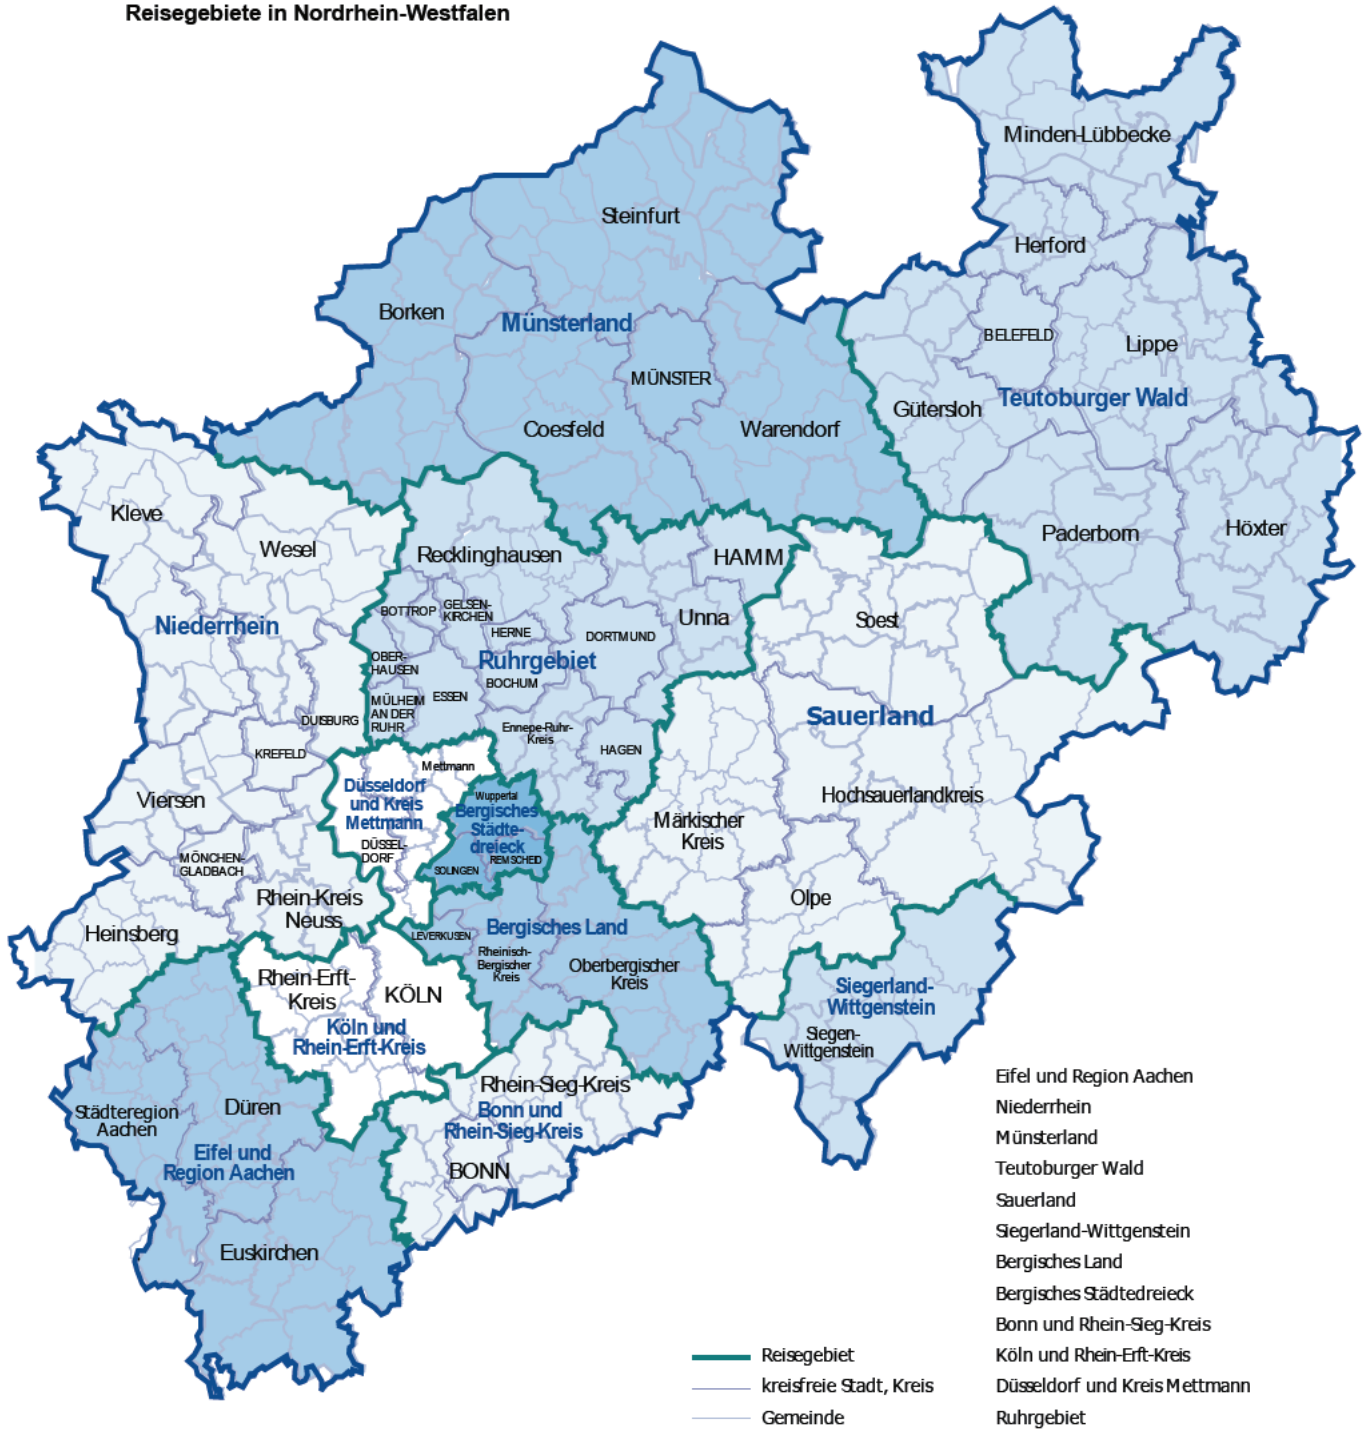 Reisegebiete in Nordrhein-Westfalen
Minden-Lübbecke
Steinfurt
Herford
Borken
Münsterland
BIELEFELD
Lippe
MÜNSTER
Teutoburger Wald
Gütersloh
Coesfeld
Warendorf
Kleve
Wesel
Recklinghausen
HAMM
Paderborn
Höxter
BOTTROP
GELSEN-
KIRCHEN
Unna
Soest
Niederrhein
HERNE
DORTMUND
OBER-
HAUSEN
Ruhrgebiet
BOCHUM
ESSEN
MÜLHEIM
AN DER
RUHR
DUISBURG
Sauerland
Ennepe-Ruhr-
Kreis
HAGEN
KREFELD
Mettmann
Düsseldorf
und Kreis
Mettmann
Viersen
Wuppertal
Bergisches
Städte-
dreieck
Hochsauerlandkreis
Märkischer
Kreis
DÜSSEL-
DORF
REMSCHEID
SOLINGEN
MÖNCHEN-
GLADBACH
Rhein-Kreis
Neuss
Olpe
Heinsberg
LEVERKUSEN
Bergisches Land
Rheinisch-
Bergischer
Kreis
Oberbergischer
Kreis
Rhein-Erft-
Kreis
KÖLN
Siegerland-
Wittgenstein
Köln und
Rhein-Erft-Kreis
Siegen-
Wittgenstein
Rhein-Sieg-Kreis
Bonn und
Rhein-Sieg-Kreis
Städteregion
Aachen
Düren
Eifel und
Region Aachen
BONN
Euskirchen
Eifel und Region Aachen
Niederrhein
Münsterland
Teutoburger Wald
Sauerland
Siegerland-Wittgenstein
Bergisches Land
Bergisches Städtedreieck
Bonn und Rhein-Sieg-Kreis
Köln und Rhein-Erft-Kreis
Düsseldorf und Kreis Mettmann
Ruhrgebiet
Reisegebiet
kreisfreie Stadt, Kreis
Gemeinde